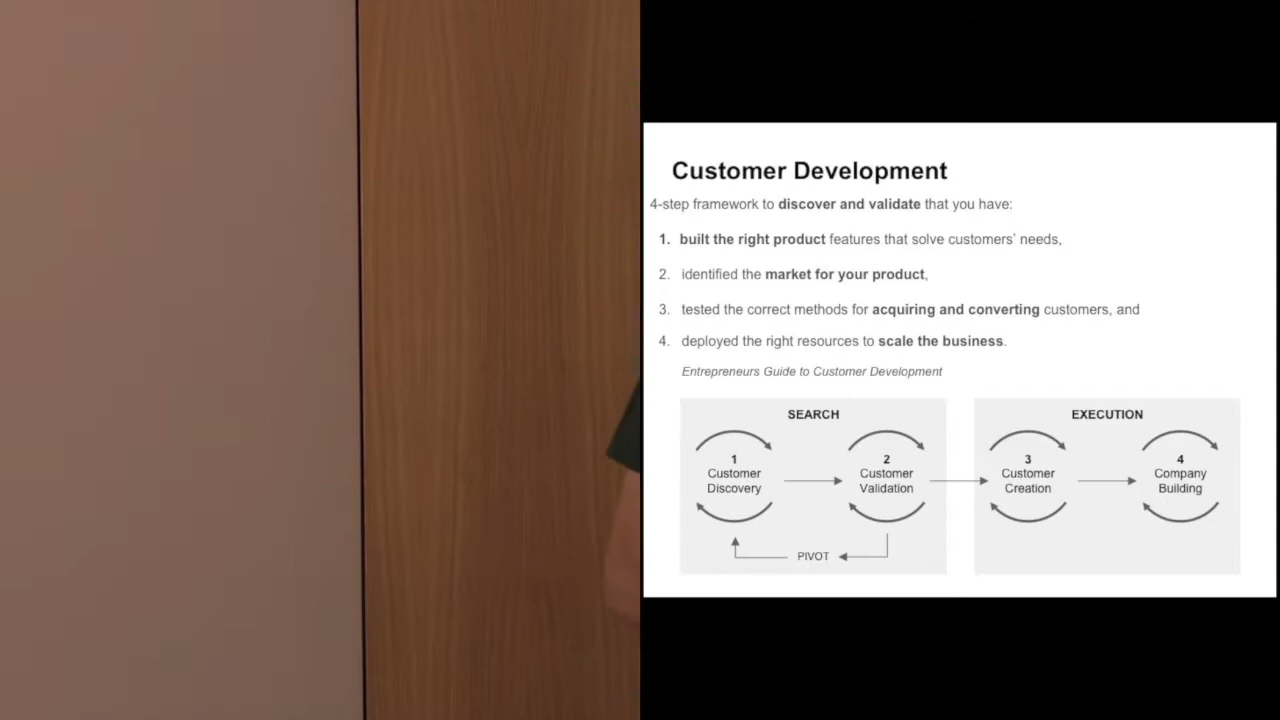 Customer Development
4-step framework to discover and validate that you have:
1. built the right product features that solve customers’ needs,
2. identified the market for your product,
3. tested the correct methods for acquiring and converting customers, and
4. deployed the right resources to scale the business.
Entrepreneurs Guide to Customer Development
SEARCH
1
Customer
Discovery
2
Customer
Validation
PIVOT
EXECUTION
3
Customer
Creation
4
Company
Building